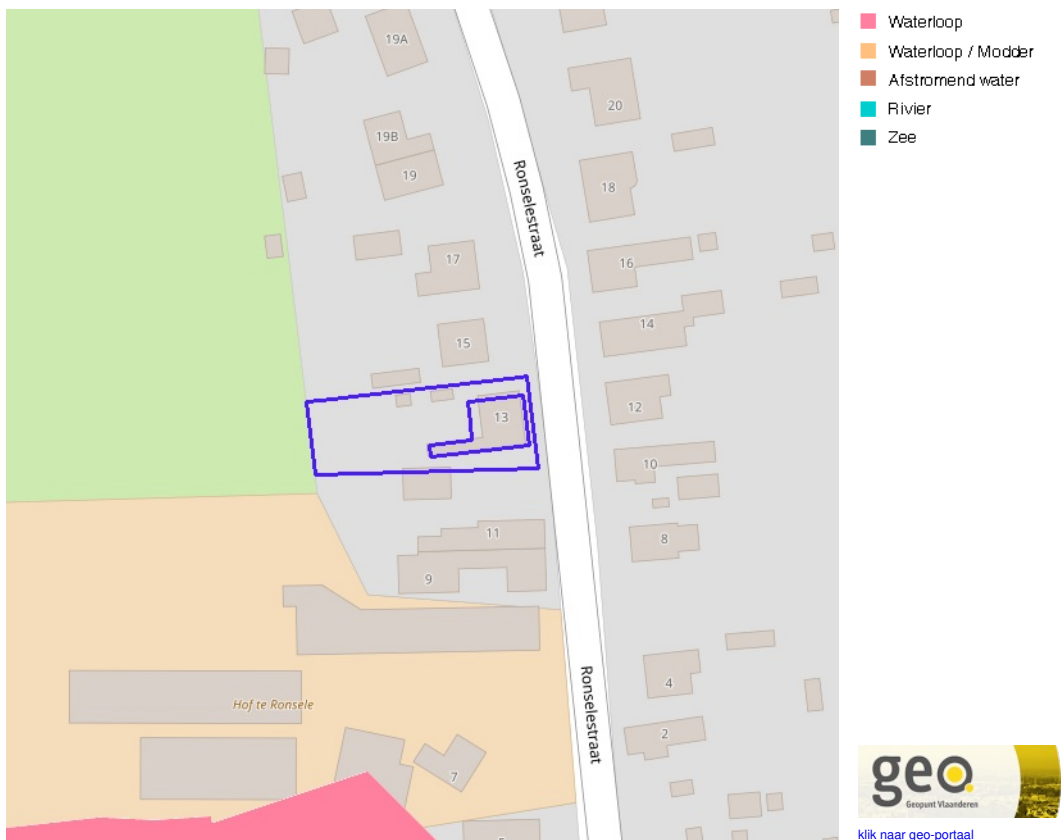 19A
20
19B
19
18
Ronselestraat
17
16
15
14
13
12
10
11
9
8
Hof te Ronsele
Ronselestraat
4
2
7
Waterloop
Waterloop / Modder
Afstromend water
Rivier
Zee
geo.
Geopunt Vlaanderen
klik naar geo-portaal